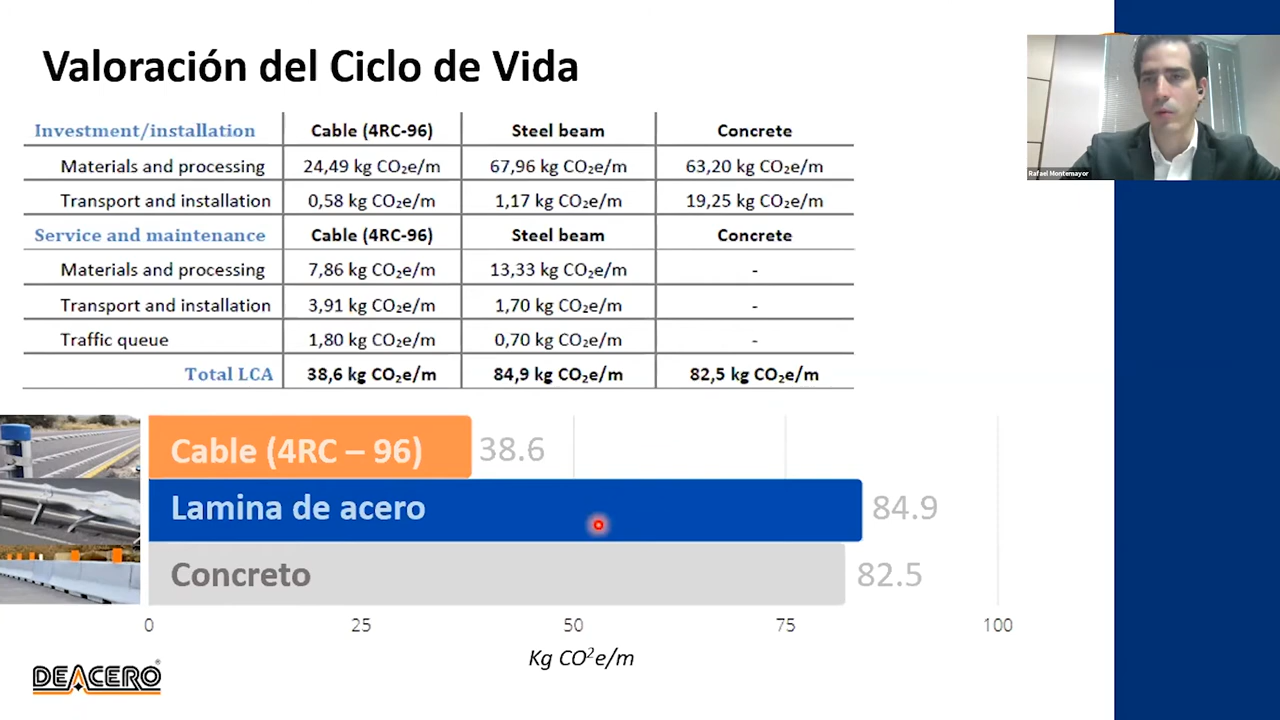 Valoración del Ciclo de Vida
Rafael Montemayor
Investment/installation Cable (4RC-96) Steel beam Concrete
Materials and processing 24,49 kg CO₂e/m 67,96 kg CO₂e/m 63,20 kg CO₂e/m
Transport and installation 0,58 kg CO₂e/m 1,17 kg CO₂e/m 19,25 kg CO₂e/m
Service and maintenance Cable (4RC-96) Steel beam Concrete
Materials and processing 7,86 kg CO₂e/m 13,33 kg CO₂e/m -
Transport and installation 3,91 kg CO₂e/m 1,70 kg CO₂e/m -
Traffic queue 1,80 kg CO₂e/m 0,70 kg CO₂e/m -
Total LCA 38,6 kg CO₂e/m 84,9 kg CO₂e/m 82,5 kg CO₂e/m
Cable (4RC – 96) 38.6
Lamina de acero 84.9
Concreto 82.5
0 25 50 75 100
Kg CO²e/m
DEACERO®